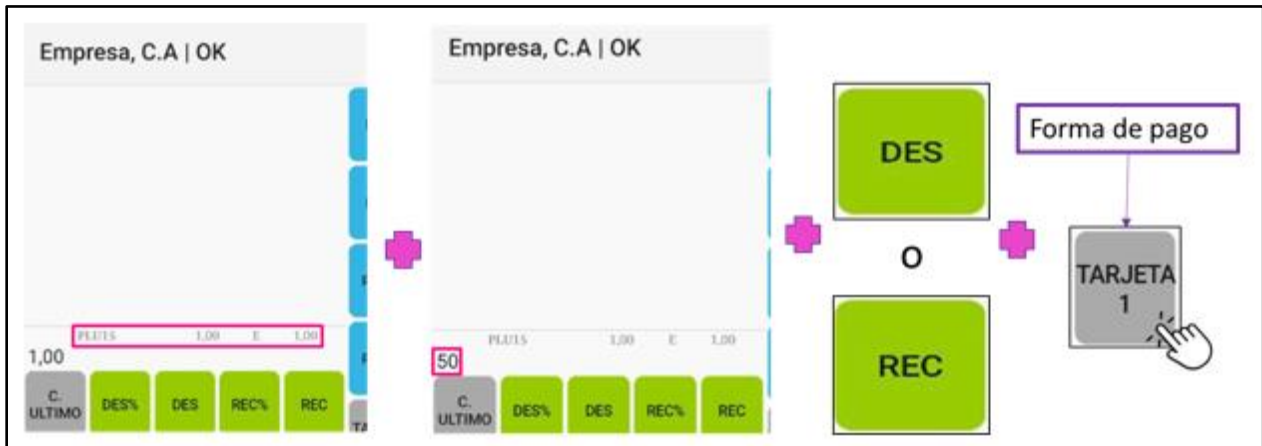 Empresa, C.A | OK
PLU15 1,00 E 1,00
1,00
C. ULTIMO
DES%
DES
REC%
REC
TA
Empresa, C.A | OK
PLU15 1,00 E 1,00
50
C. ULTIMO
DES%
DES
REC%
REC
DES
O
REC
Forma de pago
TARJETA
1